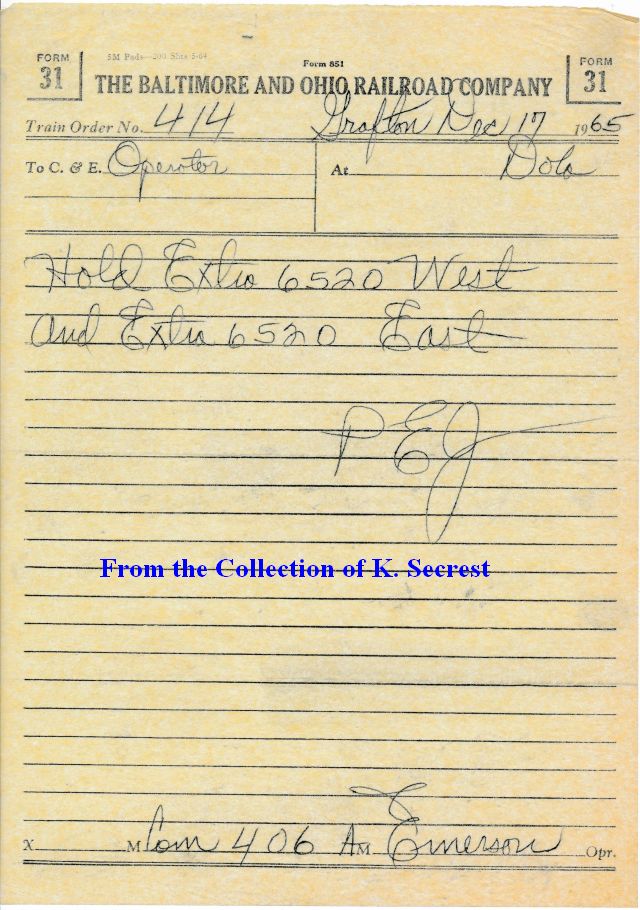 FORM 31
5M Pads—200 Shts 5-64
Form 851
FORM 31
THE BALTIMORE AND OHIO RAILROAD COMPANY
Train Order No. 414 Grafton Dec 17 1965
To C. & E. Operator At Dola
Hold Extra 6520 West
and Extra 6520 East
PEJ
From the Collection of K. Secrest
X M Com 406 AM Emerson Opr.